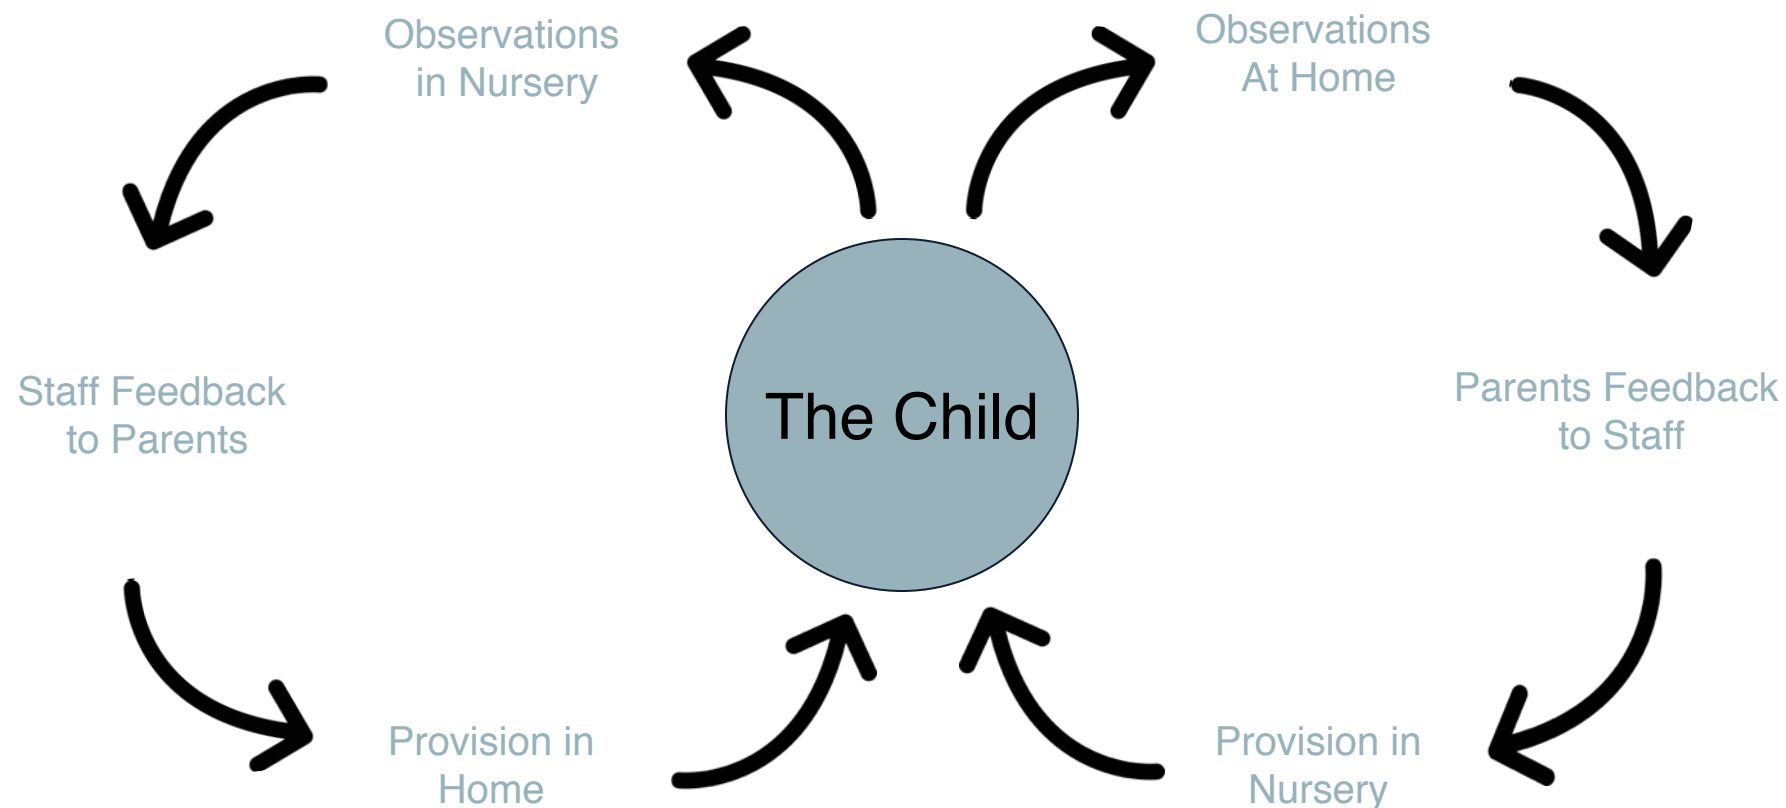 Observations
in Nursery
Observations
At Home
Staff Feedback
to Parents
The Child
Parents Feedback
to Staff
Provision in
Home
Provision in
Nursery